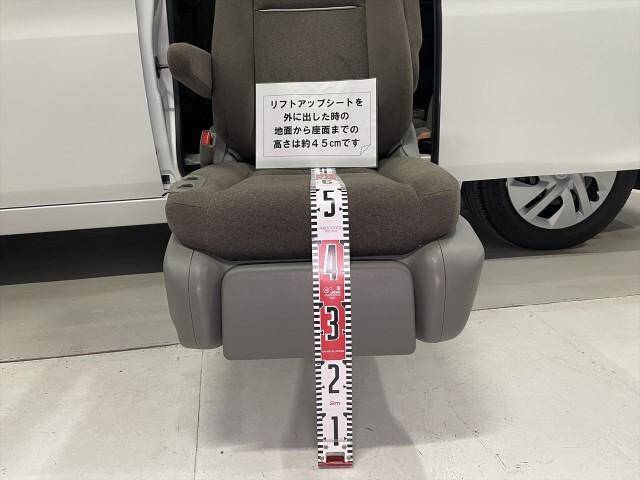 リフトアップシートを
外に出した時の
地面から座面までの
高さは約45cmです
6
5
4
3
2
1